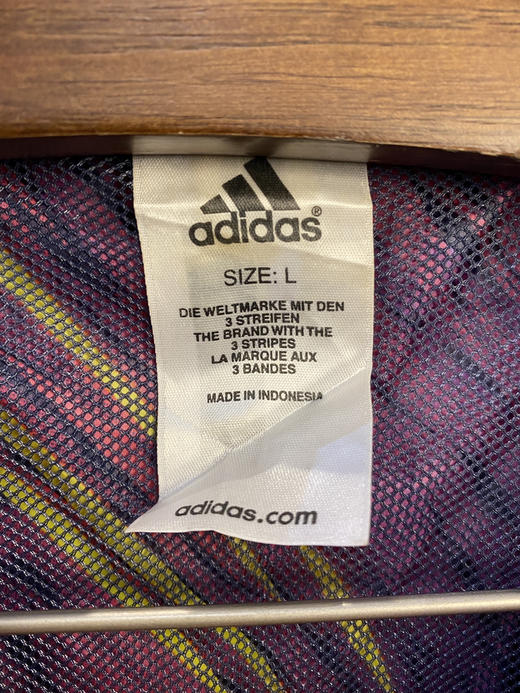 adidas®
SIZE: L
DIE WELTMARKE MIT DEN
3 STREIFEN
THE BRAND WITH THE
3 STRIPES
LA MARQUE AUX
3 BANDES
MADE IN INDONESIA
adidas.com